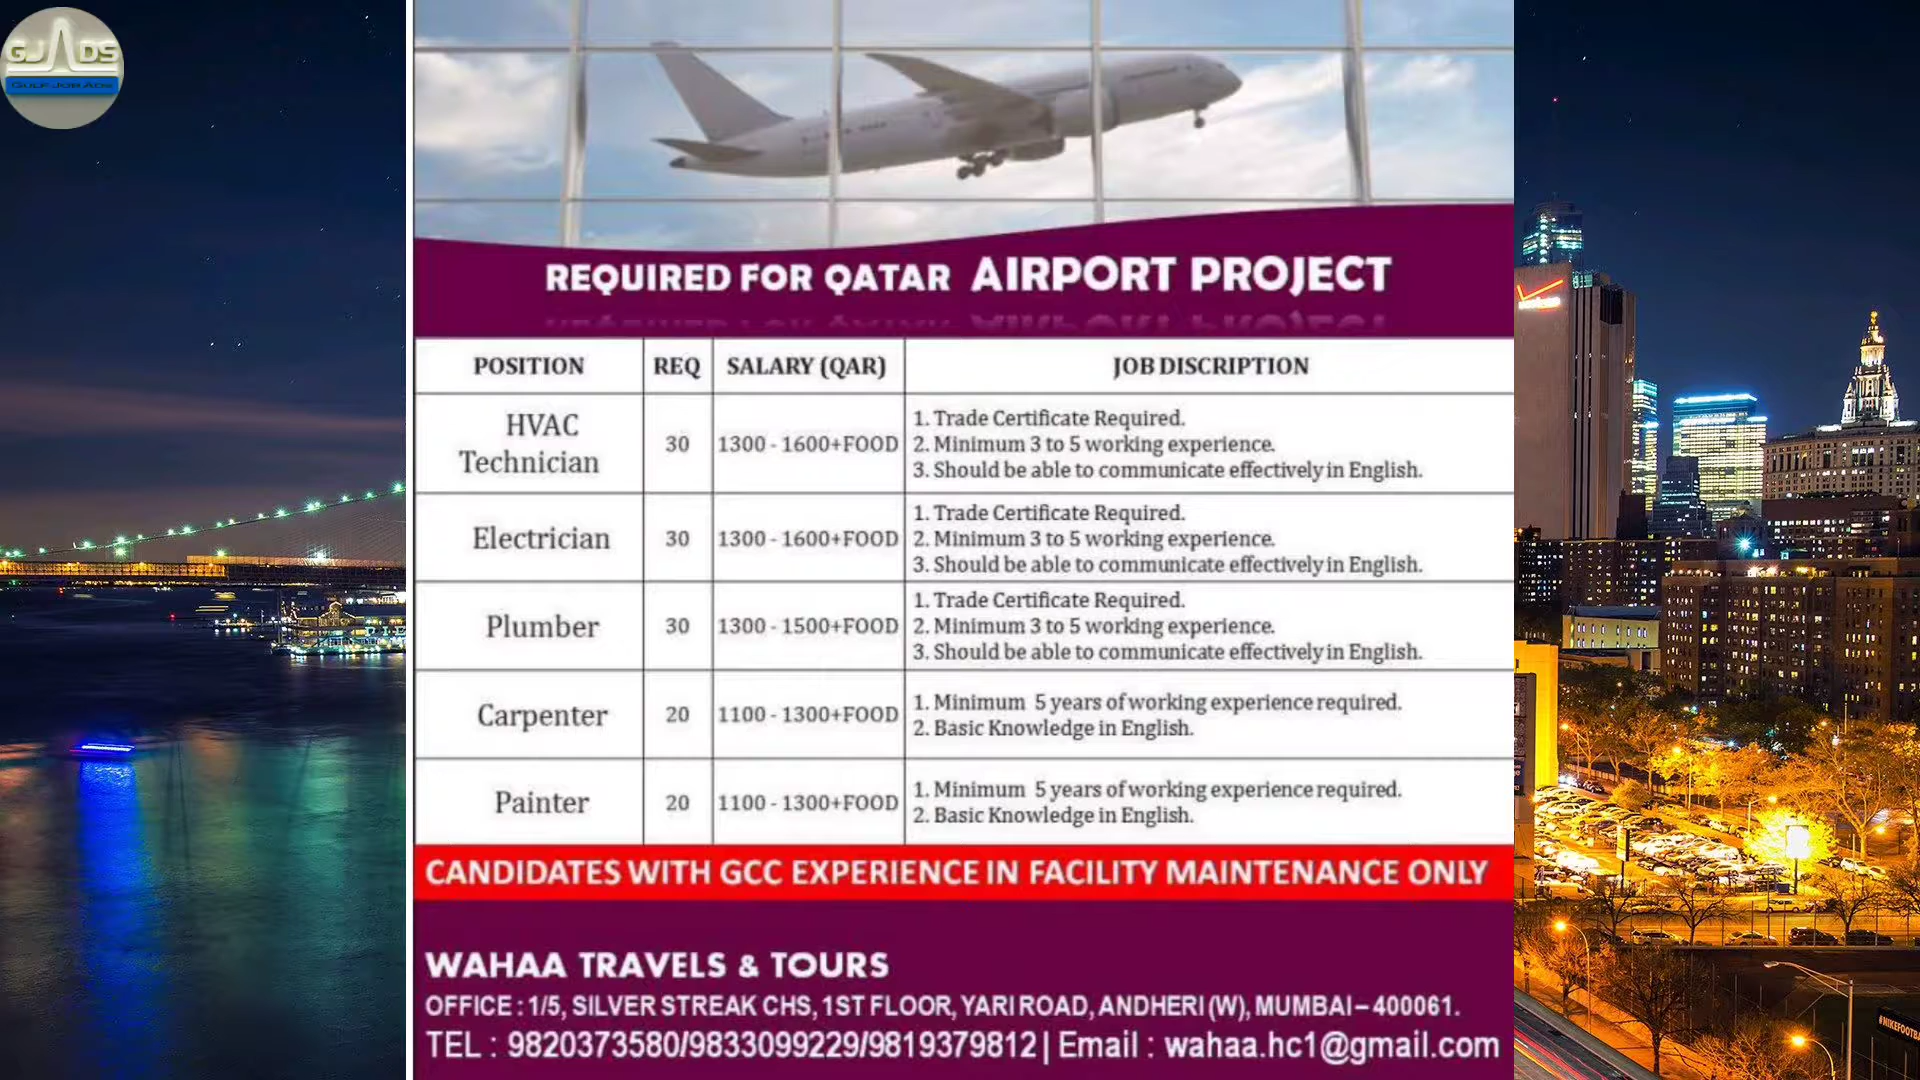 GJADS
GULF JOB ADS
REQUIRED FOR QATAR AIRPORT PROJECT
POSITION REQ SALARY (QAR) JOB DISCRIPTION
HVAC Technician 30 1300 - 1600+FOOD
1. Trade Certificate Required.
2. Minimum 3 to 5 working experience.
3. Should be able to communicate effectively in English.
Electrician 30 1300 - 1600+FOOD
1. Trade Certificate Required.
2. Minimum 3 to 5 working experience.
3. Should be able to communicate effectively in English.
Plumber 30 1300 - 1500+FOOD
1. Trade Certificate Required.
2. Minimum 3 to 5 working experience.
3. Should be able to communicate effectively in English.
Carpenter 20 1100 - 1300+FOOD
1. Minimum 5 years of working experience required.
2. Basic Knowledge in English.
Painter 20 1100 - 1300+FOOD
1. Minimum 5 years of working experience required.
2. Basic Knowledge in English.
CANDIDATES WITH GCC EXPERIENCE IN FACILITY MAINTENANCE ONLY
WAHAA TRAVELS & TOURS
OFFICE : 1/5, SILVER STREAK CHS, 1ST FLOOR, YARI ROAD, ANDHERI (W), MUMBAI – 400061.
TEL : 9820373580/9833099229/9819379812 | Email : wahaa.hc1@gmail.com